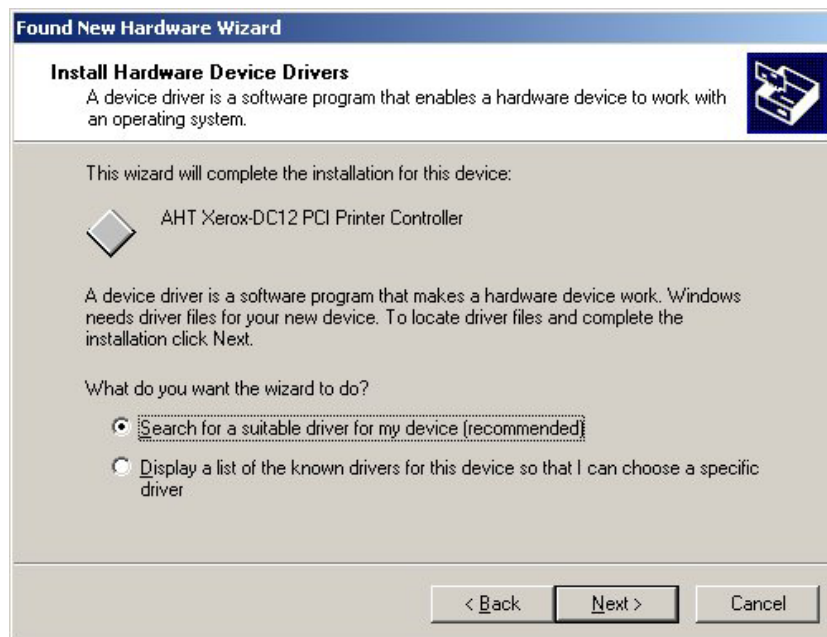 Found New Hardware Wizard
Install Hardware Device Drivers
A device driver is a software program that enables a hardware device to work with
an operating system.
This wizard will complete the installation for this device:
AHT Xerox-DC12 PCI Printer Controller
A device driver is a software program that makes a hardware device work. Windows
needs driver files for your new device. To locate driver files and complete the
installation click Next.
What do you want the wizard to do?
Search for a suitable driver for my device (recommended)
Display a list of the known drivers for this device so that I can choose a specific
driver
< Back Next > Cancel